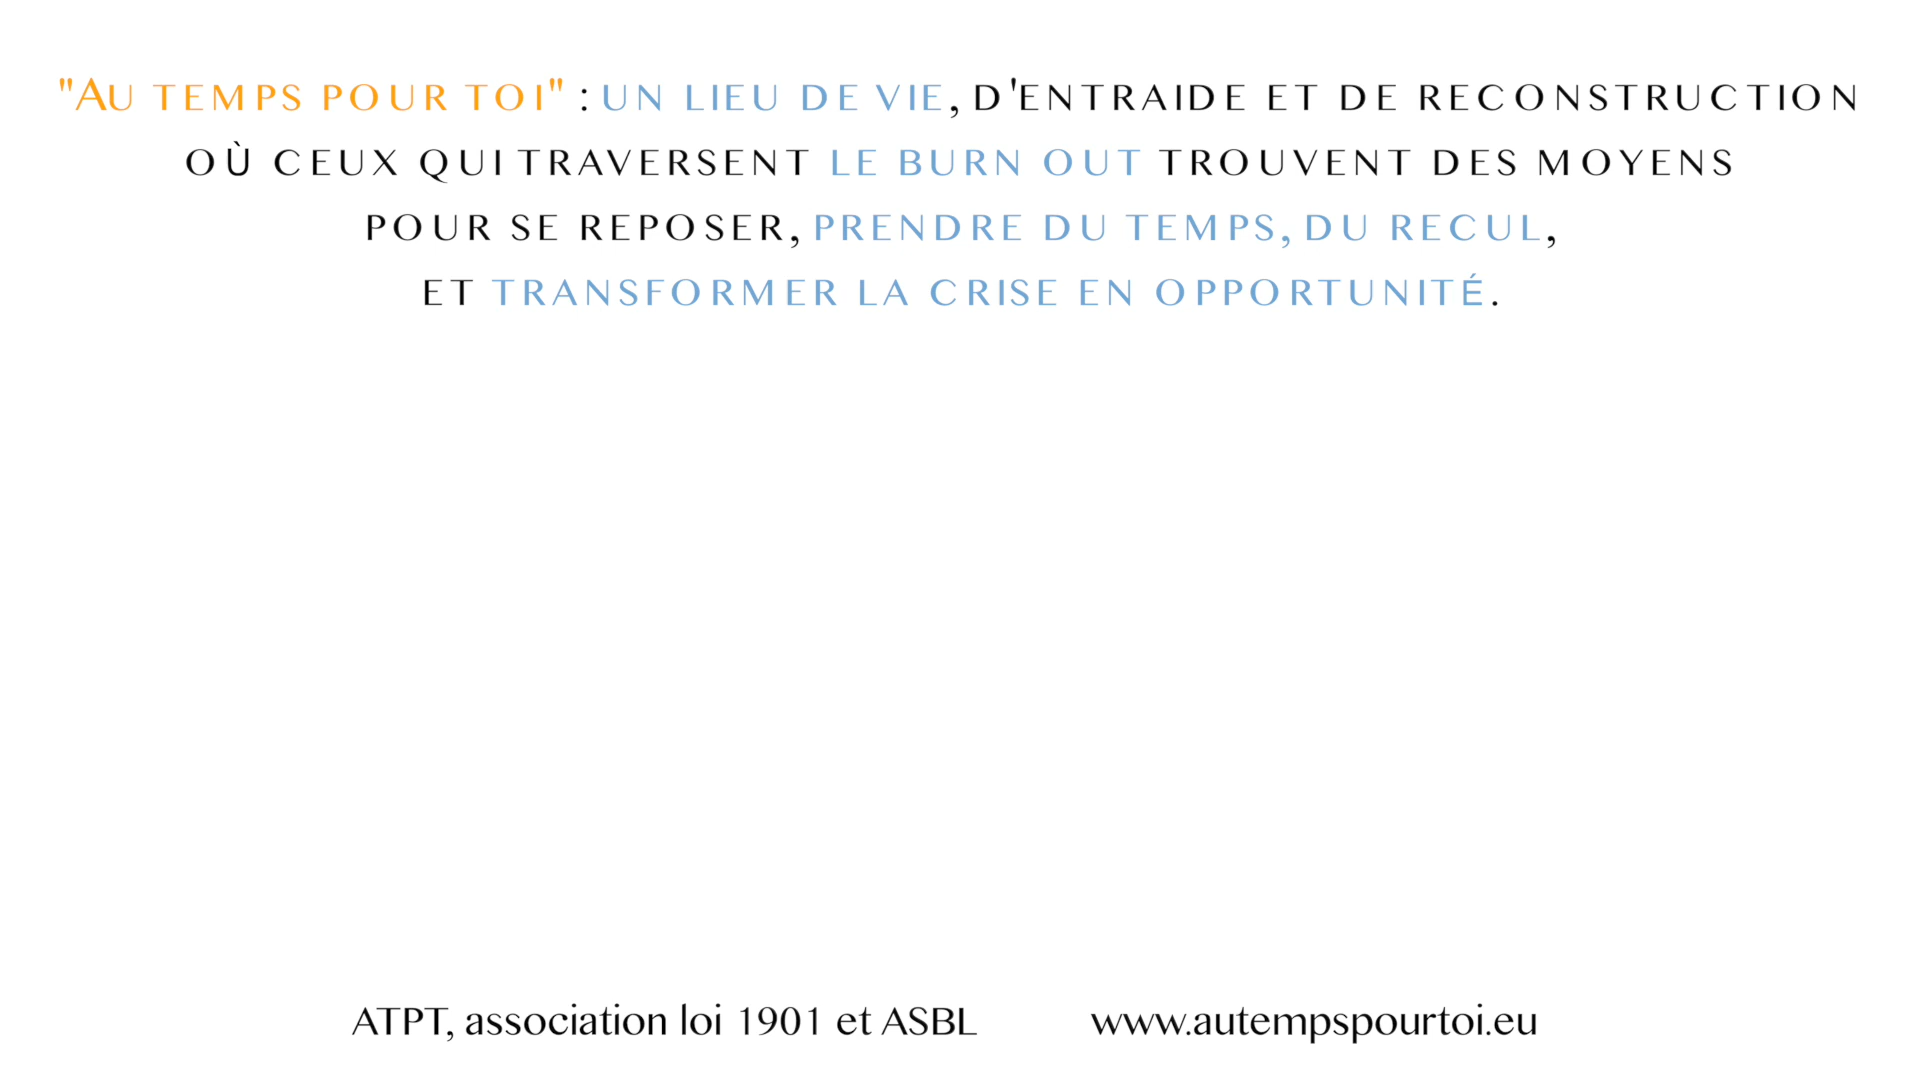 "Au temps pour toi" : un lieu de vie, d'entraide et de reconstruction
où ceux qui traversent le burn out trouvent des moyens
pour se reposer, prendre du temps, du recul,
et transformer la crise en opportunité.
ATPT, association loi 1901 et ASBL www.autempspourtoi.eu